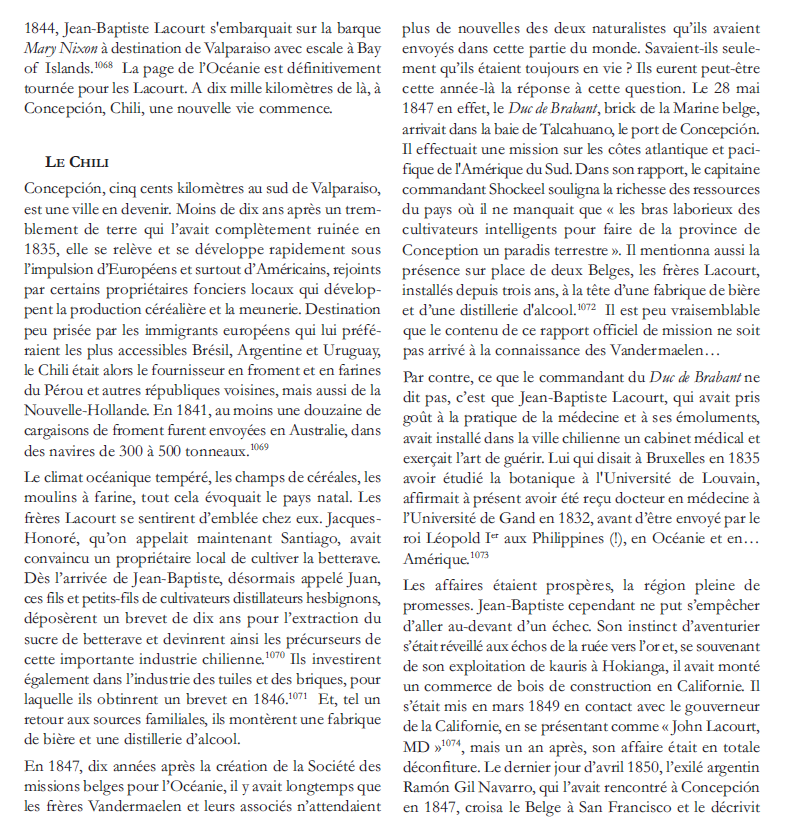 1844, Jean-Baptiste Lacourt s'embarquait sur la barque
Mary Nixon à destination de Valparaiso avec escale à Bay
of Islands.1068 La page de l'Océanie est définitivement
tournée pour les Lacourt. A dix mille kilomètres de là, à
Concepción, Chili, une nouvelle vie commence.
LE CHILI
Concepción, cinq cents kilomètres au sud de Valparaiso,
est une ville en devenir. Moins de dix ans après un trem-
blement de terre qui l'avait complètement ruinée en
1835, elle se relève et se développe rapidement sous
l'impulsion d'Européens et surtout d'Américains, rejoints
par certains propriétaires fonciers locaux qui dévelop-
pent la production céréalière et la meunerie. Destination
peu prisée par les immigrants européens qui lui préfé-
raient les plus accessibles Brésil, Argentine et Uruguay,
le Chili était alors le fournisseur en froment et en farines
du Pérou et autres républiques voisines, mais aussi de la
Nouvelle-Hollande. En 1841, au moins une douzaine de
cargaisons de froment furent envoyées en Australie, dans
des navires de 300 à 500 tonneaux.1069
Le climat océanique tempéré, les champs de céréales, les
moulins à farine, tout cela évoquait le pays natal. Les
frères Lacourt se sentirent d'emblée chez eux. Jacques-
Honoré, qu'on appelait maintenant Santiago, avait
convaincu un propriétaire local de cultiver la betterave.
Dès l'arrivée de Jean-Baptiste, désormais appelé Juan,
ces fils et petits-fils de cultivateurs distillateurs hesbignons,
déposèrent un brevet de dix ans pour l'extraction du
sucre de betterave et devinrent ainsi les précurseurs de
cette importante industrie chilienne.1070 Ils investirent
également dans l'industrie des tuiles et des briques, pour
laquelle ils obtinrent un brevet en 1846.1071 Et, tel un
retour aux sources familiales, ils montèrent une fabrique
de bière et une distillerie d'alcool.
En 1847, dix années après la création de la Société des
missions belges pour l'Océanie, il y avait longtemps que
les frères Vandermaelen et leurs associés n'attendaient
plus de nouvelles des deux naturalistes qu'ils avaient
envoyés dans cette partie du monde. Savaient-ils seule-
ment qu'ils étaient toujours en vie ? Ils eurent peut-être
cette année-là la réponse à cette question. Le 28 mai
1847 en effet, le Duc de Brabant, brick de la Marine belge,
arrivait dans la baie de Talcahuano, le port de Concepción.
Il effectuait une mission sur les côtes atlantique et paci-
fique de l'Amérique du Sud. Dans son rapport, le capitaine
commandant Shockeel souligna la richesse des ressources
du pays où il ne manquait que « les bras laborieux des
cultivateurs intelligents pour faire de la province de
Conception un paradis terrestre ». Il mentionna aussi la
présence sur place de deux Belges, les frères Lacourt,
installés depuis trois ans, à la tête d'une fabrique de bière
et d'une distillerie d'alcool.1072 Il est peu vraisemblable
que le contenu de ce rapport officiel de mission ne soit
pas arrivé à la connaissance des Vandermaelen…
Par contre, ce que le commandant du Duc de Brabant ne
dit pas, c'est que Jean-Baptiste Lacourt, qui avait pris
goût à la pratique de la médecine et à ses émoluments,
avait installé dans la ville chilienne un cabinet médical et
exerçait l'art de guérir. Lui qui disait à Bruxelles en 1835
avoir étudié la botanique à l'Université de Louvain,
affirmait à présent avoir été reçu docteur en médecine à
l'Université de Gand en 1832, avant d'être envoyé par le
roi Léopold Ier aux Philippines (!), en Océanie et en…
Amérique.1073
Les affaires étaient prospères, la région pleine de
promesses. Jean-Baptiste cependant ne put s'empêcher
d'aller au-devant d'un échec. Son instinct d'aventurier
s'était réveillé aux échos de la ruée vers l'or et, se souvenant
de son exploitation de kauris à Hokianga, il avait monté
un commerce de bois de construction en Californie. Il
s'était mis en mars 1849 en contact avec le gouverneur
de la Californie, en se présentant comme « John Lacourt,
MD »1074, mais un an après, son affaire était en totale
déconfiture. Le dernier jour d'avril 1850, l'exilé argentin
Ramón Gil Navarro, qui l'avait rencontré à Concepción
en 1847, croisa le Belge à San Francisco et le décrivit